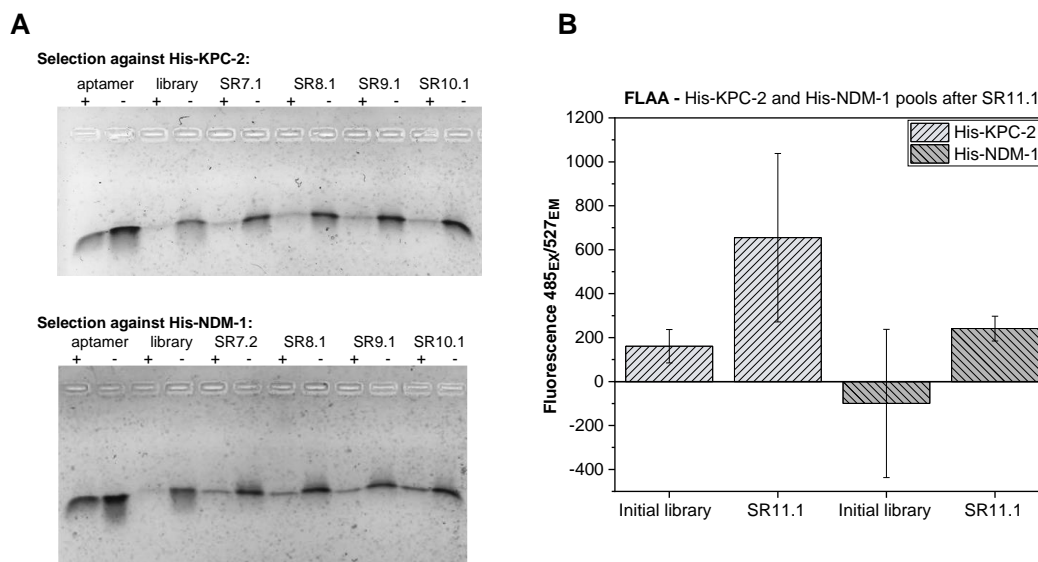 A
Selection against His-KPC-2:
aptamer library SR7.1 SR8.1 SR9.1 SR10.1
+ - + - + - + - + - + -
Selection against His-NDM-1:
aptamer library SR7.2 SR8.1 SR9.1 SR10.1
+ - + - + - + - + - + -
B
FLAA - His-KPC-2 and His-NDM-1 pools after SR11.1
1200
1000
800
600
400
200
0
-200
-400
Fluorescence 485EX/527EM
His-KPC-2
His-NDM-1
Initial library SR11.1 Initial library SR11.1